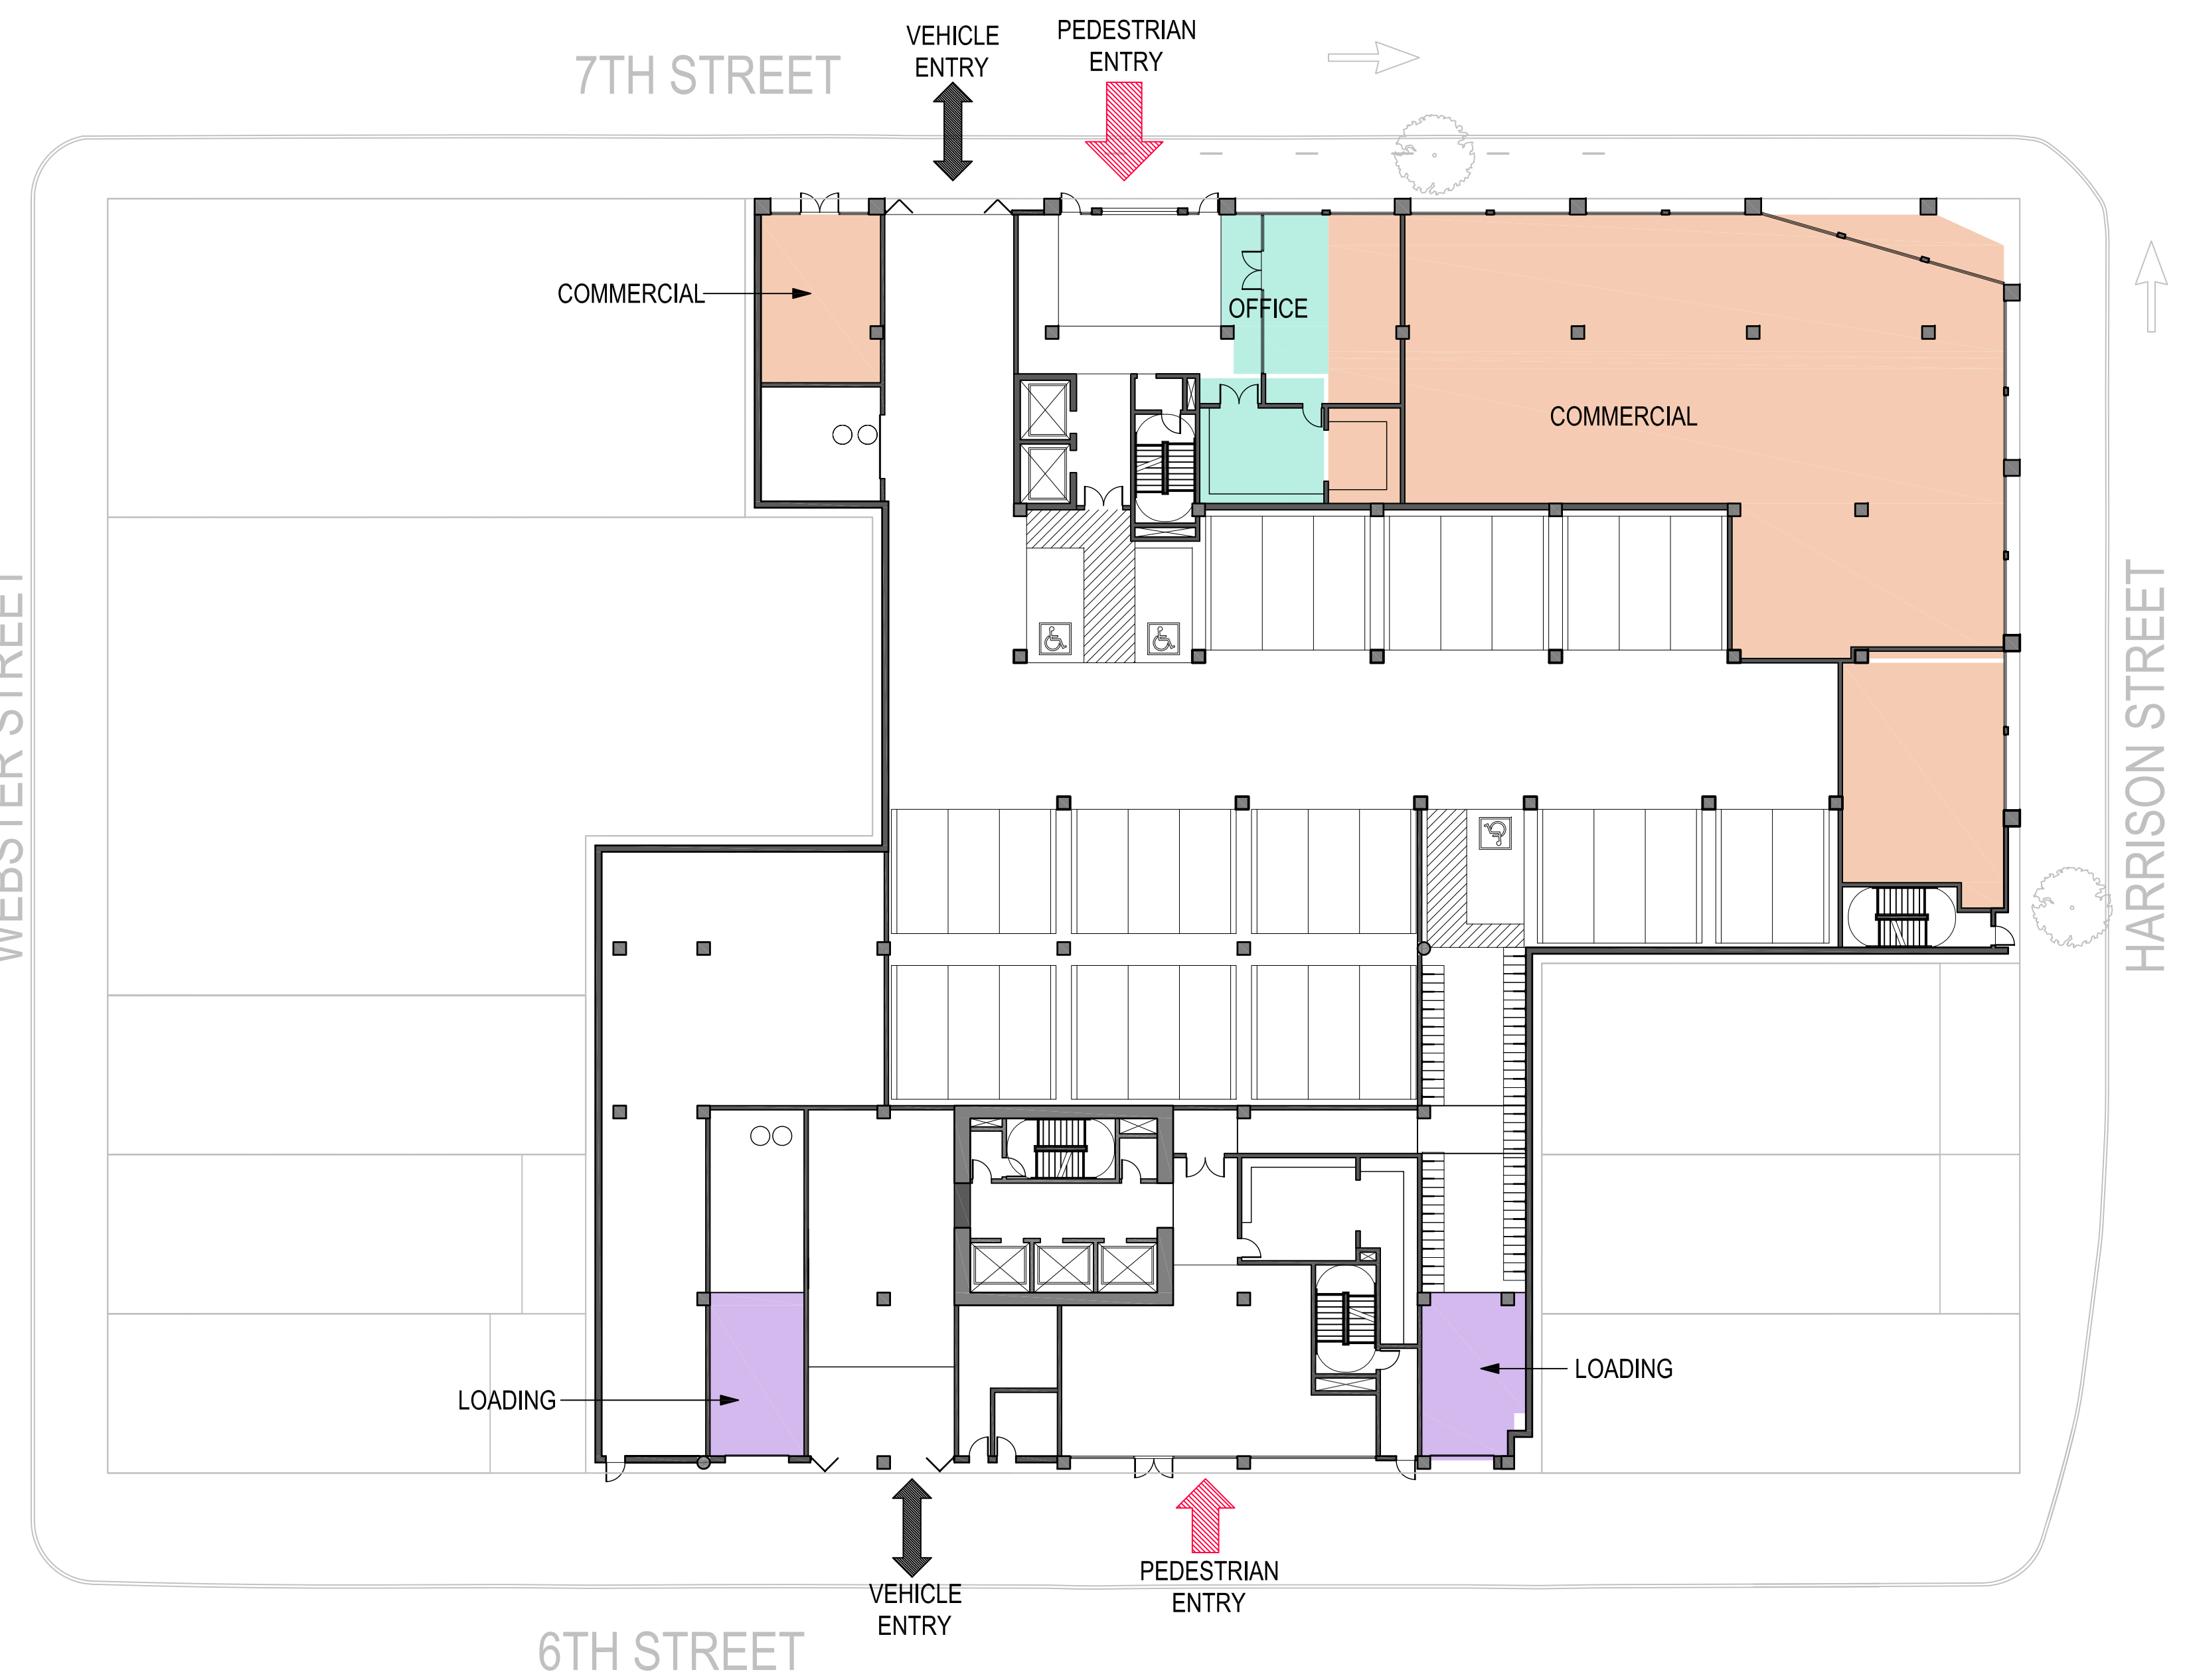 VEHICLE
ENTRY
PEDESTRIAN
ENTRY
7TH STREET
COMMERCIAL
OFFICE
COMMERCIAL
WEBSTER STREET
HARRISON STREET
LOADING
LOADING
VEHICLE
ENTRY
PEDESTRIAN
ENTRY
6TH STREET